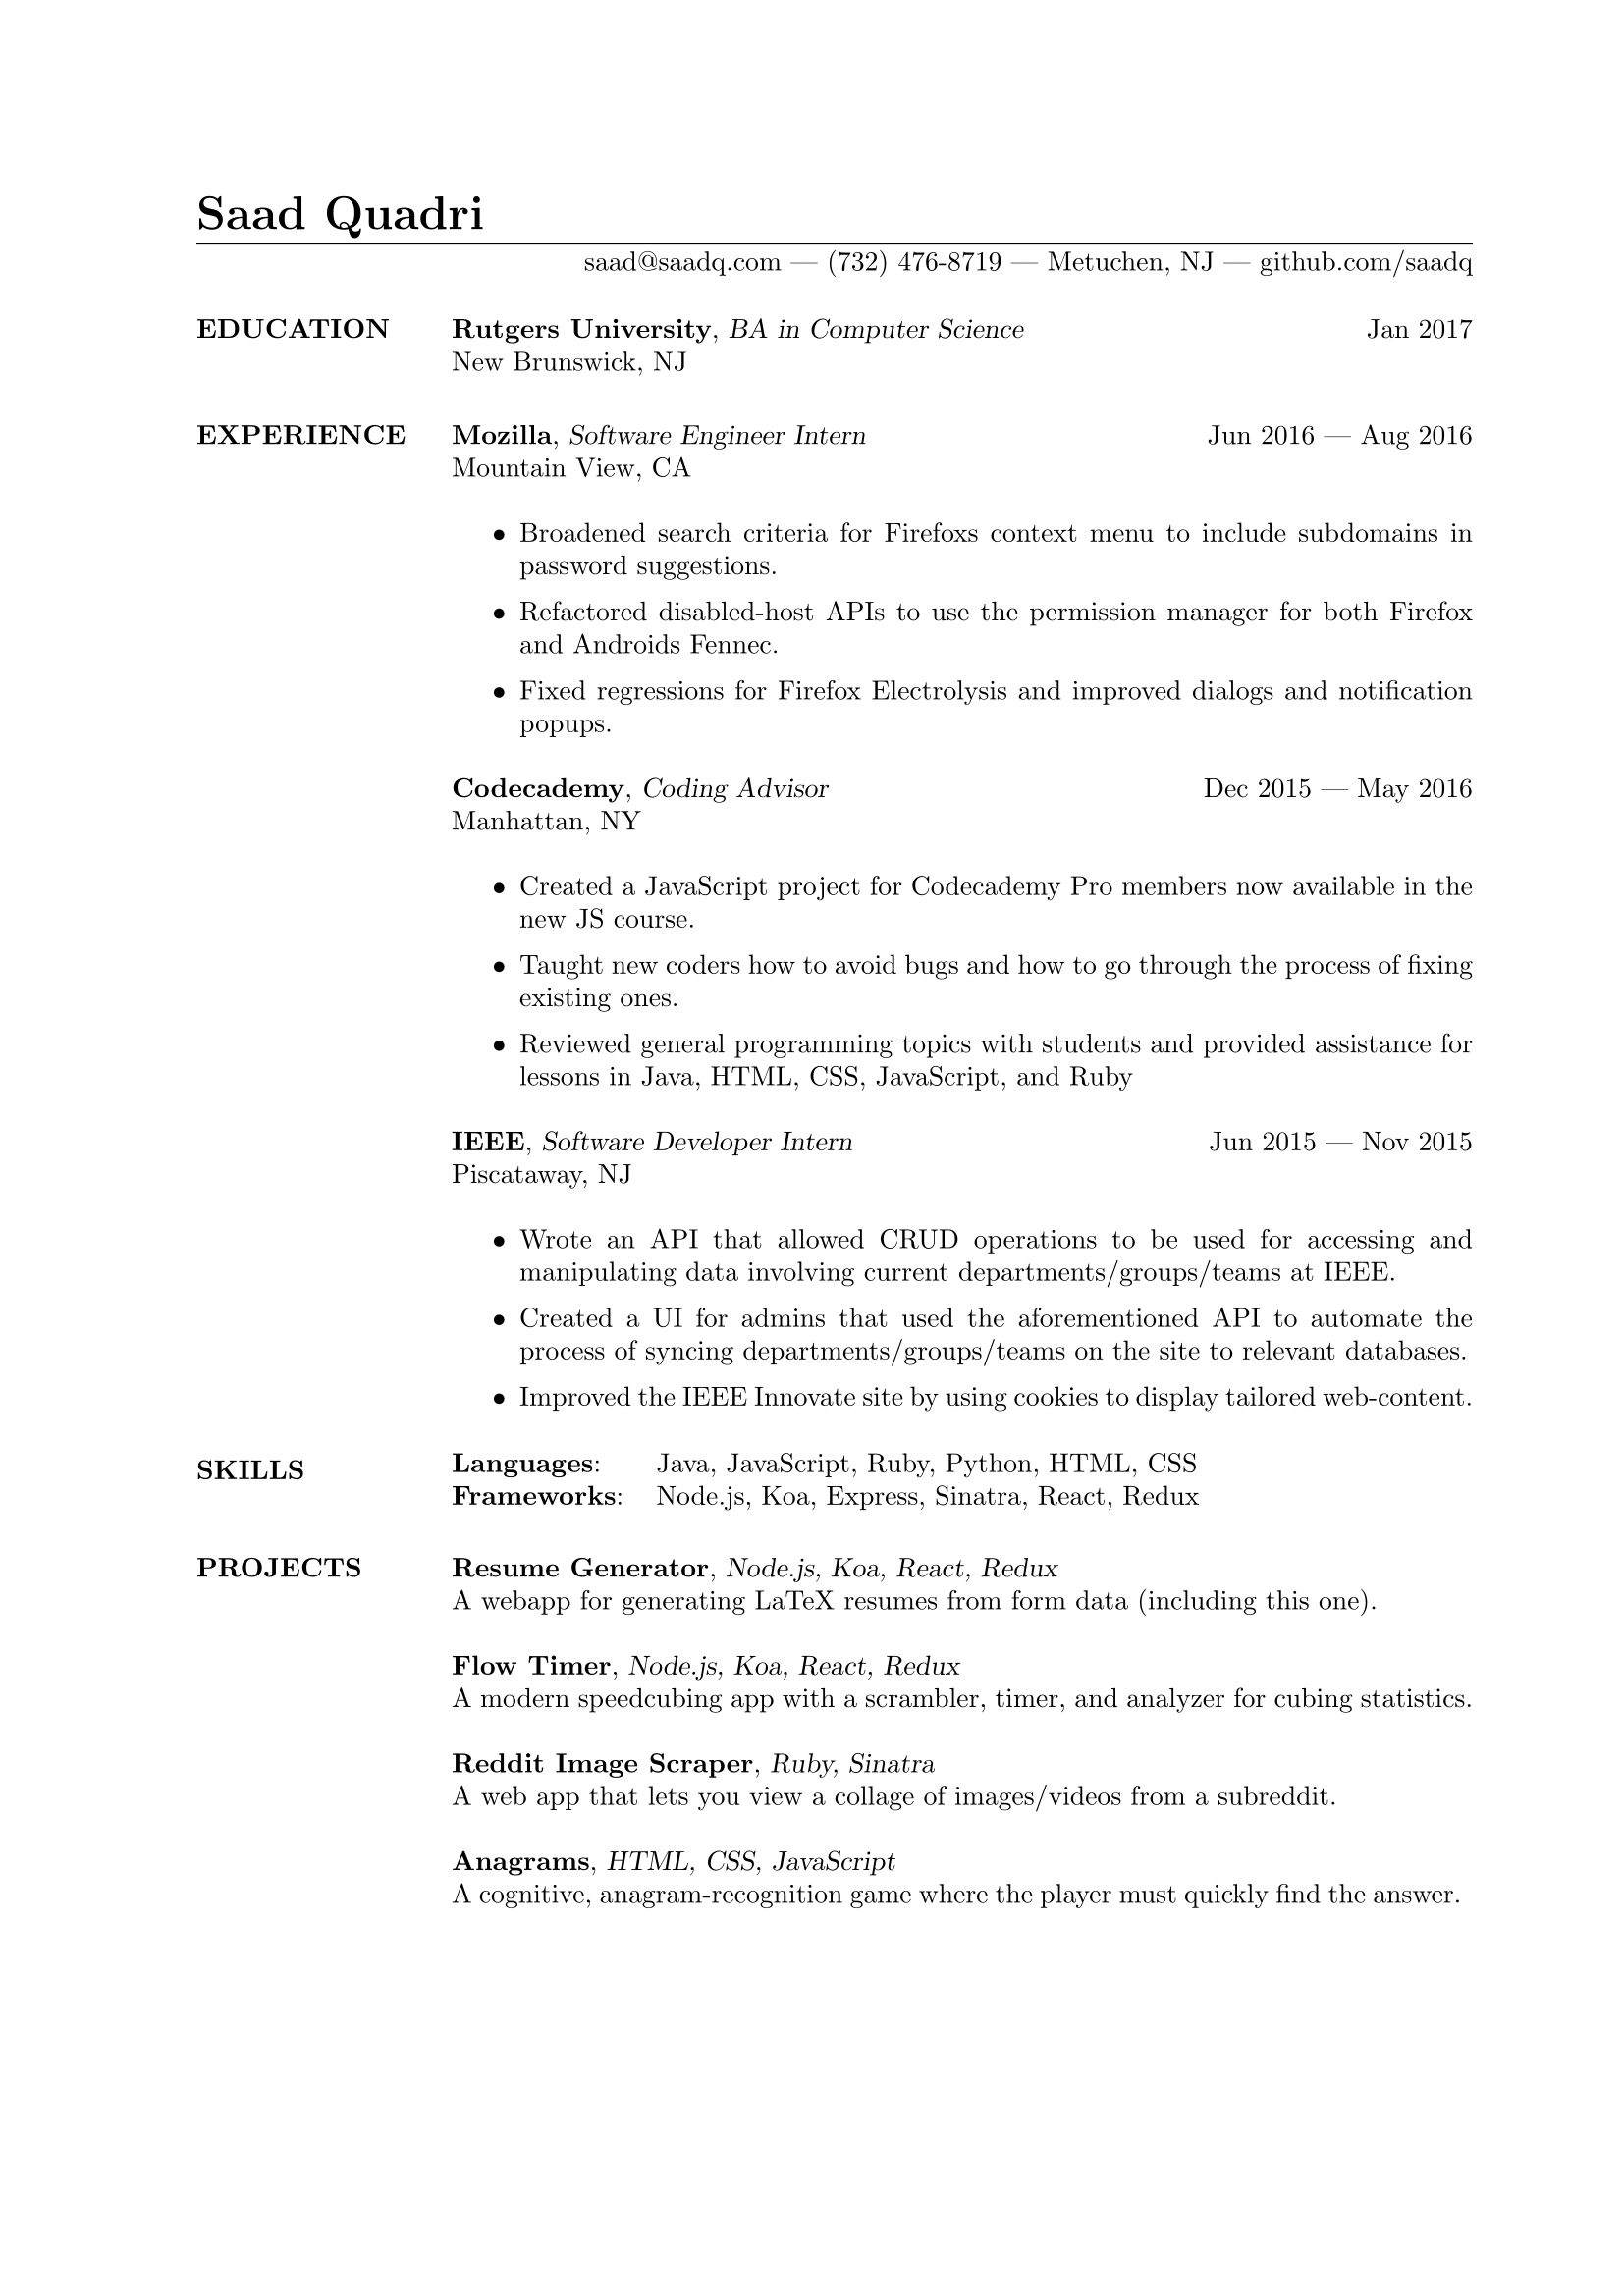 Saad Quadri
saad@saadq.com — (732) 476-8719 — Metuchen, NJ — github.com/saadq
EDUCATION Rutgers University, BA in Computer Science Jan 2017
New Brunswick, NJ
EXPERIENCE Mozilla, Software Engineer Intern Jun 2016 — Aug 2016
Mountain View, CA
• Broadened search criteria for Firefoxs context menu to include subdomains in
password suggestions.
• Refactored disabled-host APIs to use the permission manager for both Firefox
and Androids Fennec.
• Fixed regressions for Firefox Electrolysis and improved dialogs and notification
popups.
Codecademy, Coding Advisor Dec 2015 — May 2016
Manhattan, NY
• Created a JavaScript project for Codecademy Pro members now available in the
new JS course.
• Taught new coders how to avoid bugs and how to go through the process of fixing
existing ones.
• Reviewed general programming topics with students and provided assistance for
lessons in Java, HTML, CSS, JavaScript, and Ruby
IEEE, Software Developer Intern Jun 2015 — Nov 2015
Piscataway, NJ
• Wrote an API that allowed CRUD operations to be used for accessing and
manipulating data involving current departments/groups/teams at IEEE.
• Created a UI for admins that used the aforementioned API to automate the
process of syncing departments/groups/teams on the site to relevant databases.
• Improved the IEEE Innovate site by using cookies to display tailored web-content.
SKILLS Languages: Java, JavaScript, Ruby, Python, HTML, CSS
Frameworks: Node.js, Koa, Express, Sinatra, React, Redux
PROJECTS Resume Generator, Node.js, Koa, React, Redux
A webapp for generating LaTeX resumes from form data (including this one).
Flow Timer, Node.js, Koa, React, Redux
A modern speedcubing app with a scrambler, timer, and analyzer for cubing statistics.
Reddit Image Scraper, Ruby, Sinatra
A web app that lets you view a collage of images/videos from a subreddit.
Anagrams, HTML, CSS, JavaScript
A cognitive, anagram-recognition game where the player must quickly find the answer.